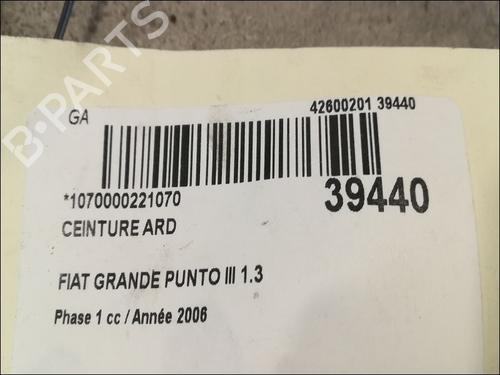 B-PARTS
GA
42600201 39440
*1070000221070
39440
CEINTURE ARD
FIAT GRANDE PUNTO III 1.3
Phase 1 cc / Année 2006